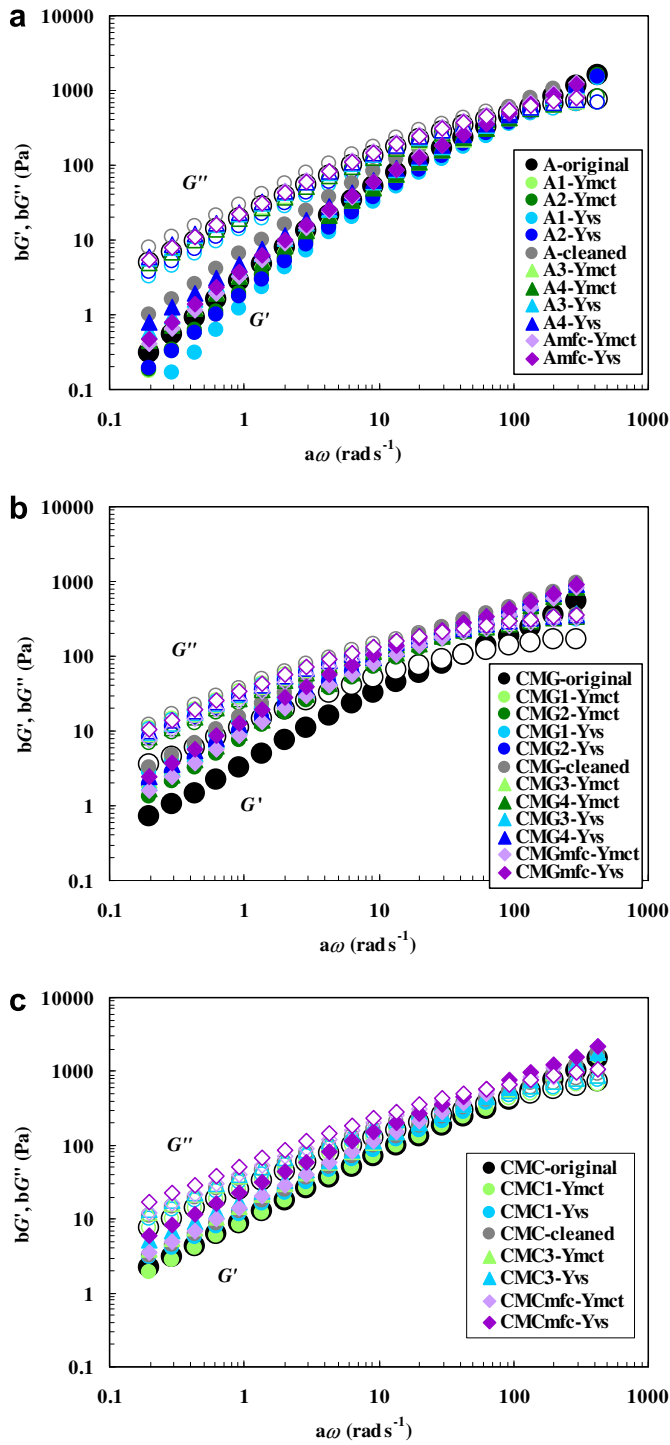 a
10000
1000
100
10
1
0.1
bG', bG'' (Pa)
G''
G'
A-original
A1-Ymct
A2-Ymct
A1-Yvs
A2-Yvs
A-cleaned
A3-Ymct
A4-Ymct
A3-Yvs
A4-Yvs
Amfc-Ymct
Amfc-Yvs
0.1 1 10 100 1000
aω (rad s⁻¹)
b
10000
1000
100
10
1
0.1
bG', bG'' (Pa)
G''
G'
CMG-original
CMG1-Ymct
CMG2-Ymct
CMG1-Yvs
CMG2-Yvs
CMG-cleaned
CMG3-Ymct
CMG4-Ymct
CMG3-Yvs
CMG4-Yvs
CMGmfc-Ymct
CMGmfc-Yvs
0.1 1 10 100 1000
aω (rad s⁻¹)
c
10000
1000
100
10
1
0.1
bG', bG'' (Pa)
G''
G'
CMC-original
CMC1-Ymct
CMC1-Yvs
CMC-cleaned
CMC3-Ymct
CMC3-Yvs
CMCmfc-Ymct
CMCmfc-Yvs
0.1 1 10 100 1000
aω (rad s⁻¹)